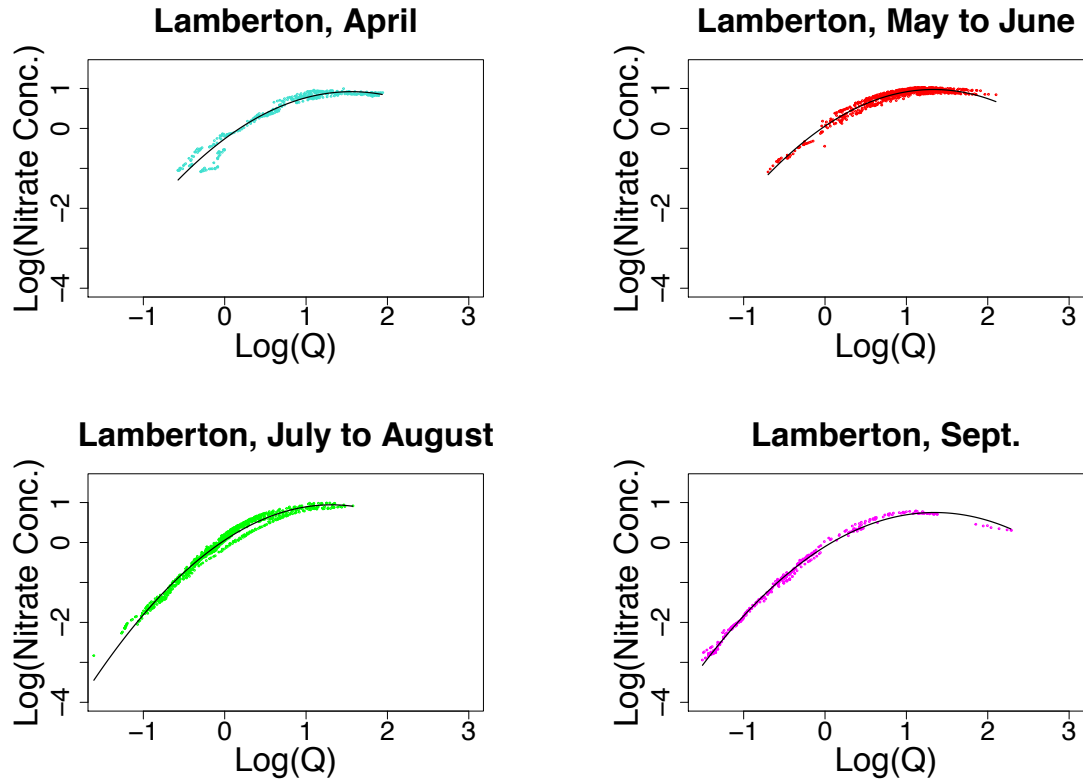 Lamberton, April
Log(Nitrate Conc.)
1
0
−2
−4
−1 0 1 2 3
Log(Q)
Lamberton, May to June
Log(Nitrate Conc.)
1
0
−2
−4
−1 0 1 2 3
Log(Q)
Lamberton, July to August
Log(Nitrate Conc.)
1
0
−2
−4
−1 0 1 2 3
Log(Q)
Lamberton, Sept.
Log(Nitrate Conc.)
1
0
−2
−4
−1 0 1 2 3
Log(Q)